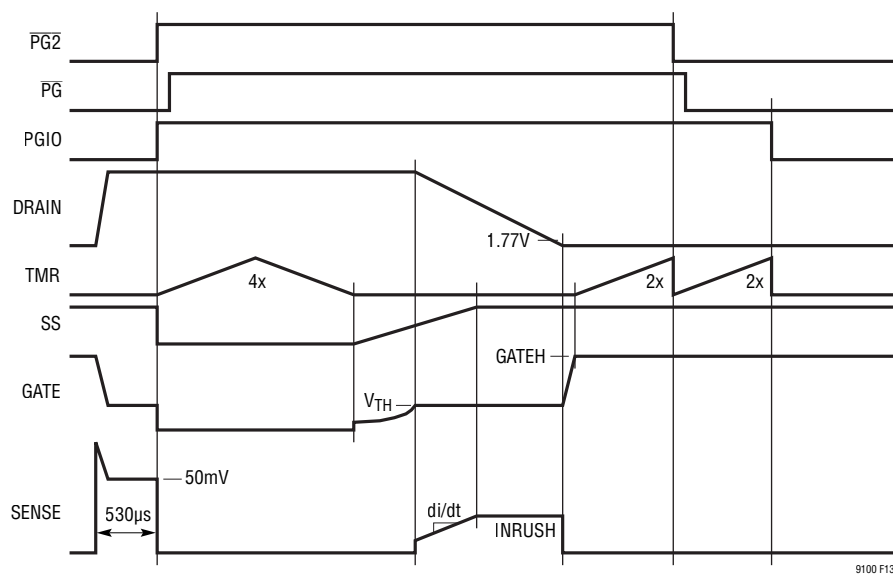 PG2
PG
PGIO
DRAIN
1.77V
TMR
4x
2x
2x
SS
GATEH
GATE
VTH
50mV
SENSE
530µs
di/dt
INRUSH
9100 F13